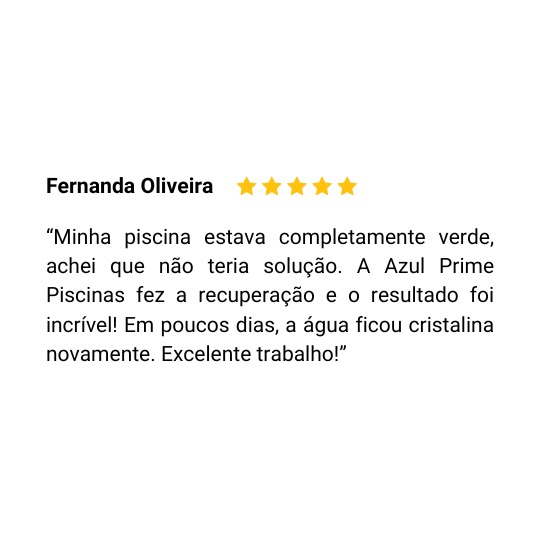 Fernanda Oliveira
“Minha piscina estava completamente verde,
achei que não teria solução. A Azul Prime
Piscinas fez a recuperação e o resultado foi
incrível! Em poucos dias, a água ficou cristalina
novamente. Excelente trabalho!”